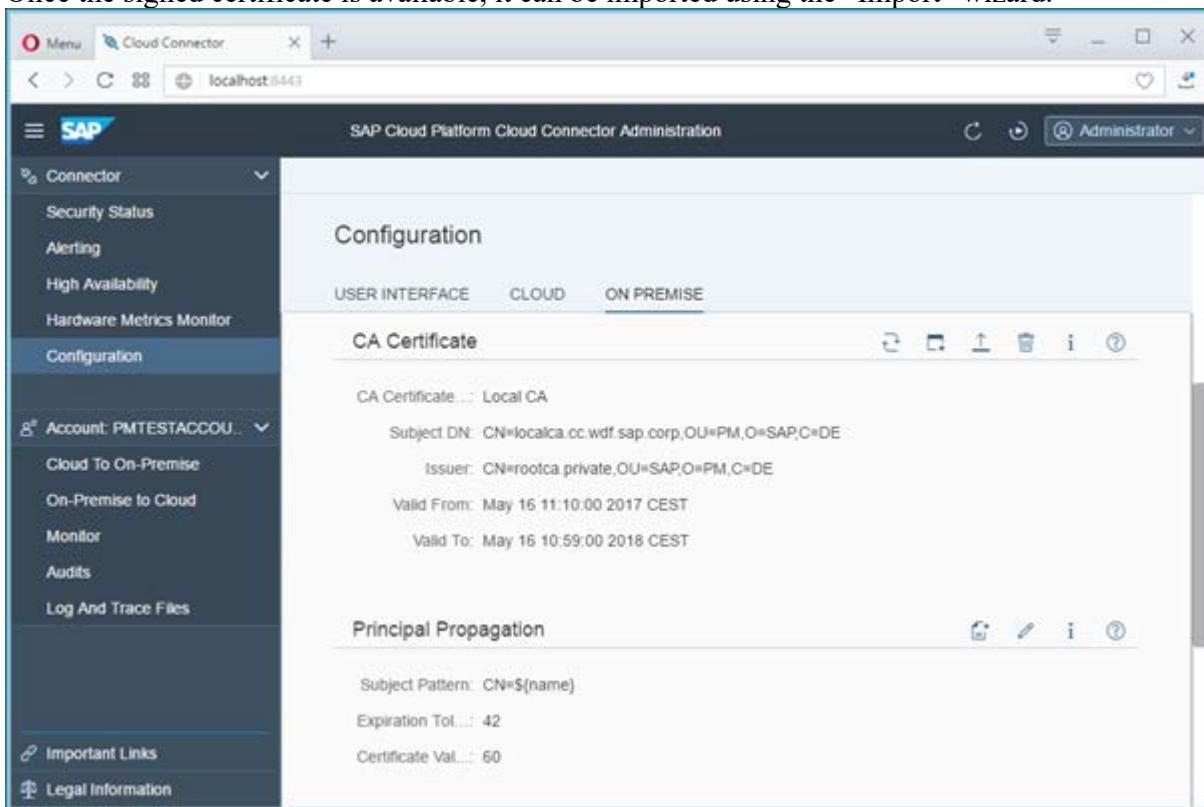 Once the signed certificate is available, it can be imported using the "Import" wizard.
Menu Cloud Connector
localhost:8443
SAP SAP Cloud Platform Cloud Connector Administration Administrator
Connector
Security Status
Alerting
High Availability
Hardware Metrics Monitor
Configuration
Account: PMTESTACCOU...
Cloud To On-Premise
On-Premise to Cloud
Monitor
Audits
Log And Trace Files
Important Links
Legal Information
Configuration
USER INTERFACE CLOUD ON PREMISE
CA Certificate
CA Certificate...: Local CA
Subject DN: CN=localca.cc.wdf.sap.corp,OU=PM,O=SAP,C=DE
Issuer: CN=rootca.private,OU=SAP,O=PM,C=DE
Valid From: May 16 11:10:00 2017 CEST
Valid To: May 16 10:59:00 2018 CEST
Principal Propagation
Subject Pattern: CN=${name}
Expiration Tol...: 42
Certificate Val...: 60